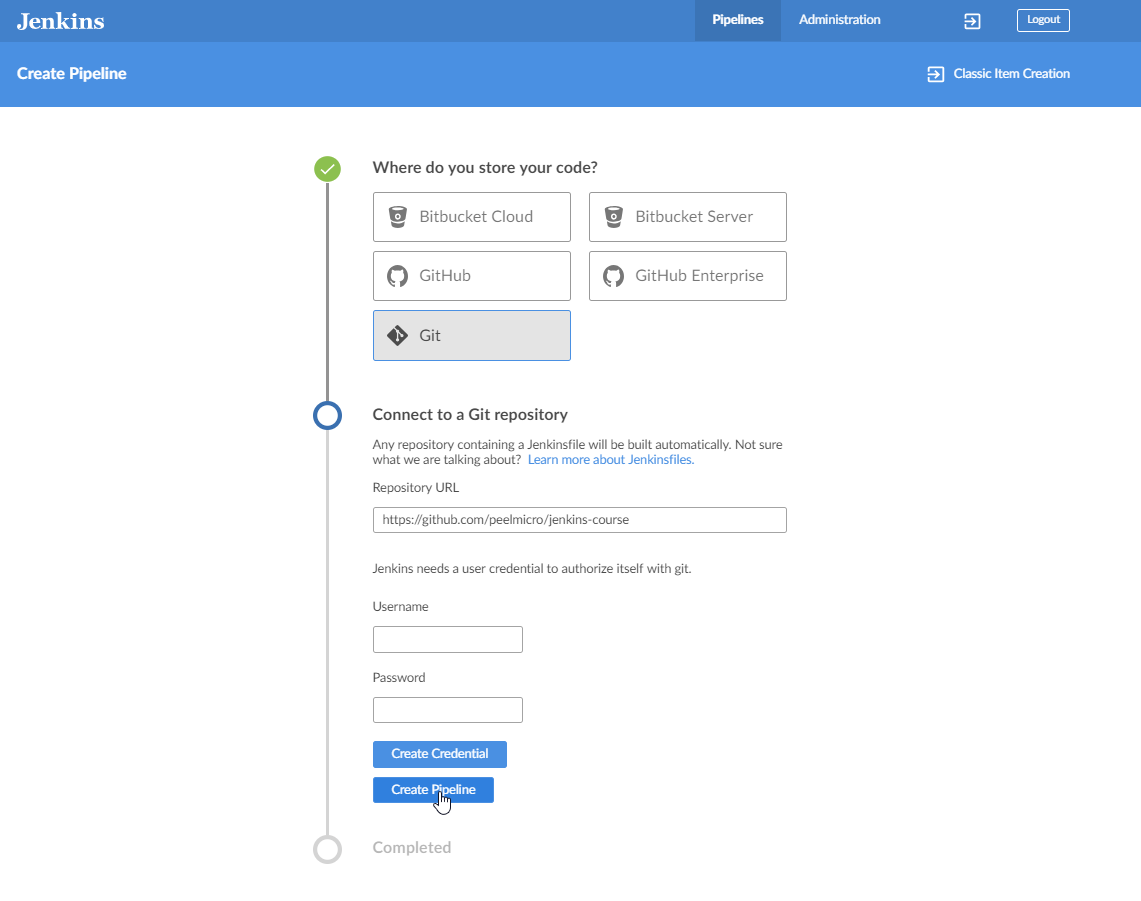 Jenkins
Pipelines
Administration
Logout
Create Pipeline
Classic Item Creation
Where do you store your code?
Bitbucket Cloud
Bitbucket Server
GitHub
GitHub Enterprise
Git
Connect to a Git repository
Any repository containing a Jenkinsfile will be built automatically. Not sure
what we are talking about? Learn more about Jenkinsfiles.
Repository URL
https://github.com/peelmicro/jenkins-course
Jenkins needs a user credential to authorize itself with git.
Username
Password
Create Credential
Create Pipeline
Completed